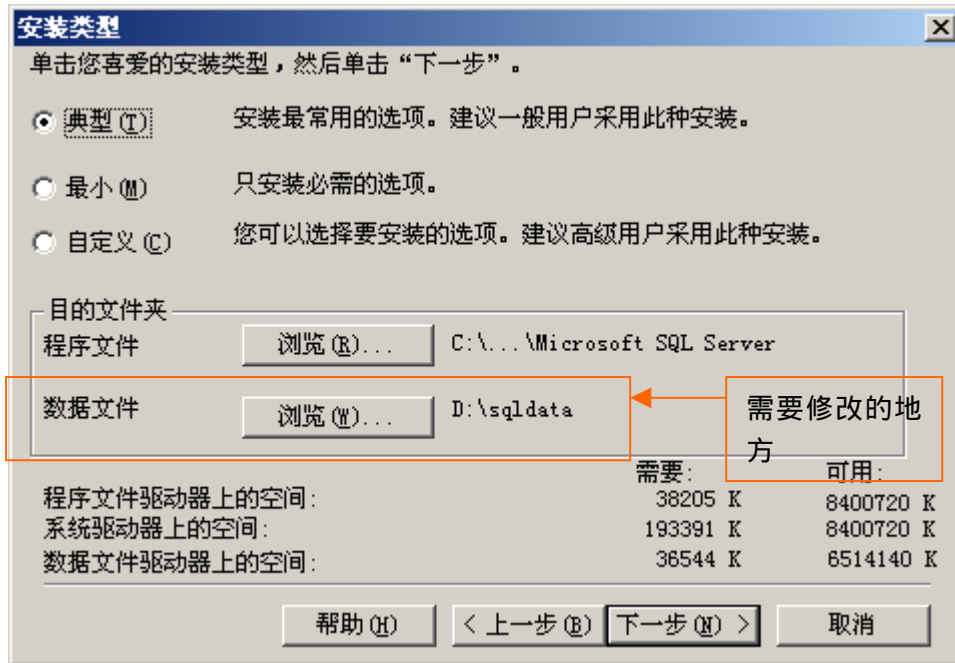 安装类型
单击您喜爱的安装类型，然后单击“下一步”。
典型(T) 安装最常用的选项。建议一般用户采用此种安装。
最小(M) 只安装必需的选项。
自定义(C) 您可以选择要安装的选项。建议高级用户采用此种安装。
目的文件夹
程序文件 浏览(R)... C:\...\Microsoft SQL Server
数据文件 浏览(W)... D:\sqldata
需要修改的地
方
需要: 可用:
程序文件驱动器上的空间: 38205 K 8400720 K
系统驱动器上的空间: 193391 K 8400720 K
数据文件驱动器上的空间: 36544 K 6514140 K
帮助(H) < 上一步(B) 下一步(N) > 取消